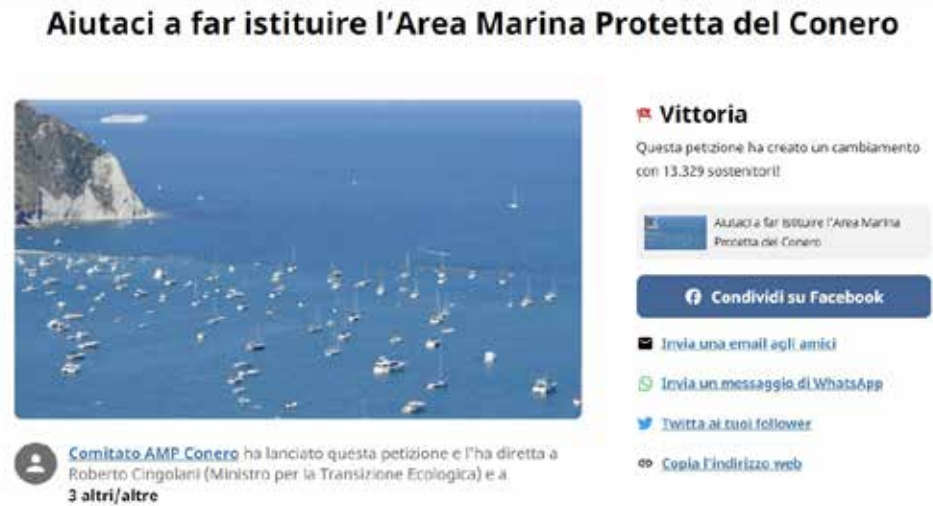 Aiutaci a far istituire l'Area Marina Protetta del Conero
Vittoria
Questa petizione ha creato un cambiamento
con 13.329 sostenitori!
Aiutaci a far istituire l'Area Marina
Protetta del Conero
Condividi su Facebook
Invia una email agli amici
Invia un messaggio di WhatsApp
Twitta ai tuoi follower
Copia l'indirizzo web
Comitato AMP Conero ha lanciato questa petizione e l'ha diretta a
Roberto Cingolani (Ministro per la Transizione Ecologica) e a
3 altri/altre